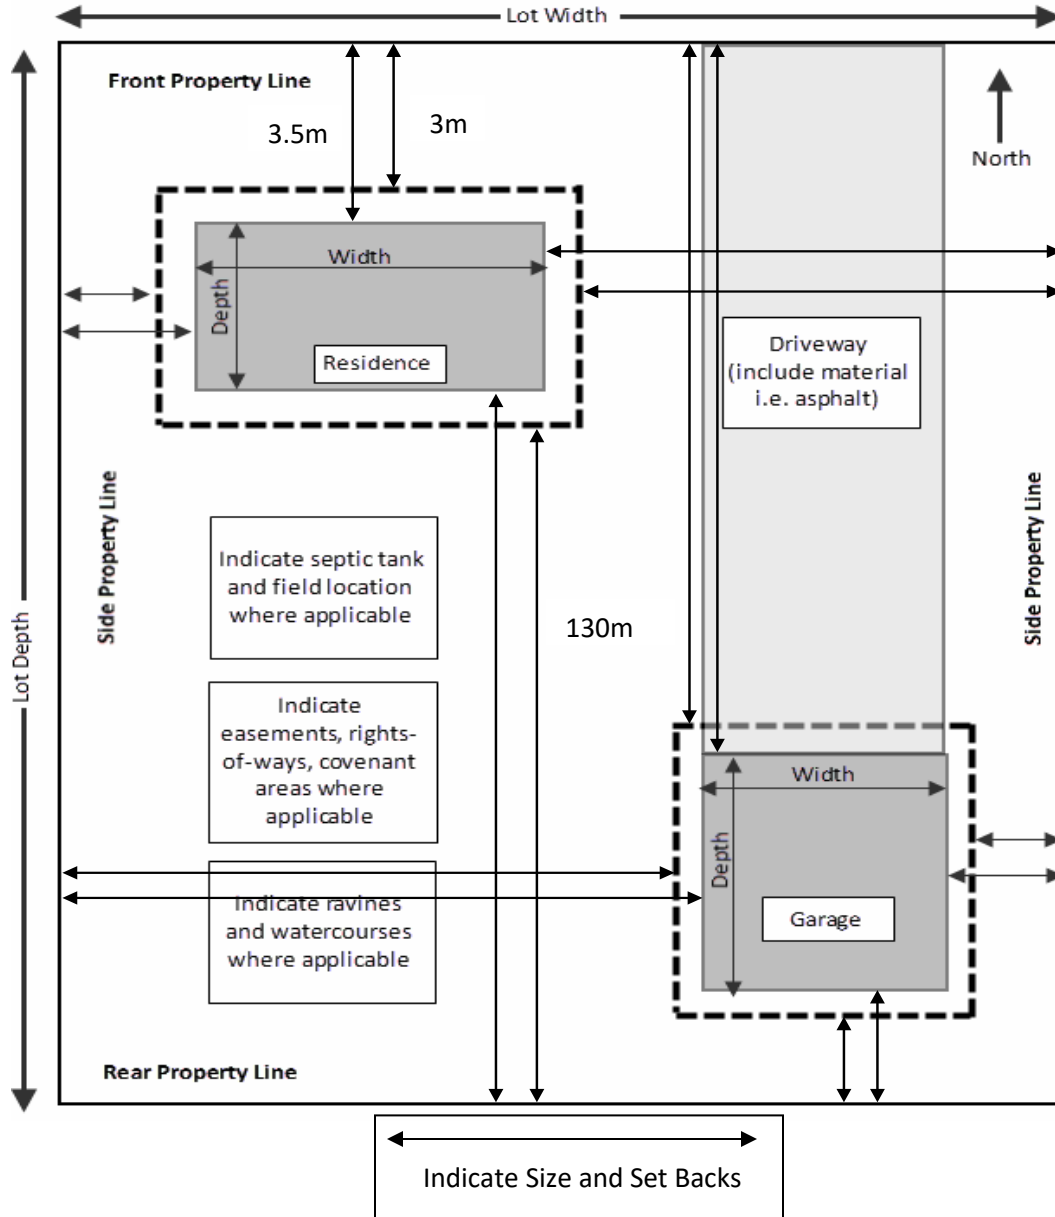 Lot Width
Front Property Line
3.5m
3m
North
Width
Depth
Residence
Driveway
(include material
i.e. asphalt)
Side Property Line
Side Property Line
Lot Depth
Indicate septic tank
and field location
where applicable
130m
Indicate
easements, rights-
of-ways, covenant
areas where
applicable
Width
Depth
Garage
Indicate ravines
and watercourses
where applicable
Rear Property Line
Indicate Size and Set Backs